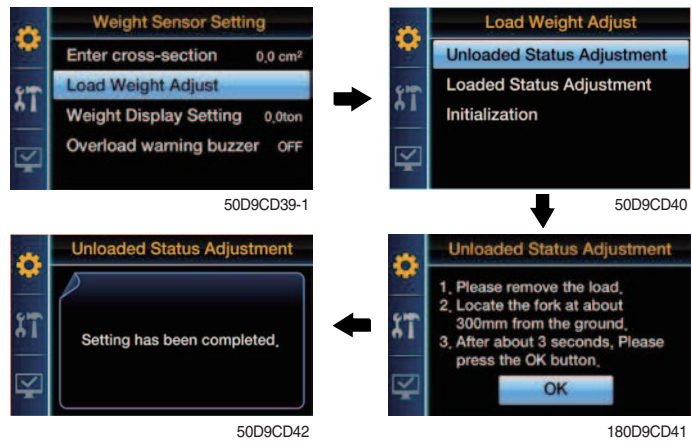 Weight Sensor Setting
Enter cross-section 0,0 cm²
Load Weight Adjust
Weight Display Setting 0,0ton
Overload warning buzzer OFF
50D9CD39-1
Load Weight Adjust
Unloaded Status Adjustment
Loaded Status Adjustment
Initialization
50D9CD40
Unloaded Status Adjustment
1. Please remove the load.
2. Locate the fork at about
300mm from the ground.
3. After about 3 seconds, Please
press the OK button.
OK
180D9CD41
Unloaded Status Adjustment
Setting has been completed.
50D9CD42